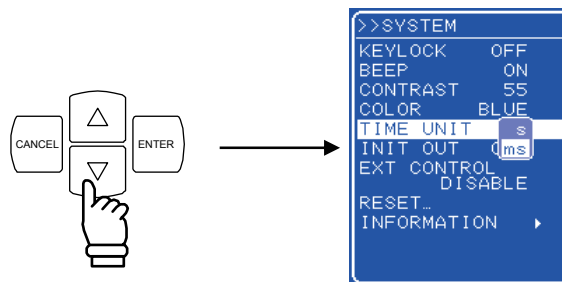 CANCEL
ENTER
>>SYSTEM
KEYLOCK OFF
BEEP ON
CONTRAST 55
COLOR BLUE
TIME UNIT s
INIT OUT ms
EXT CONTROL
DISABLE
RESET…
INFORMATION